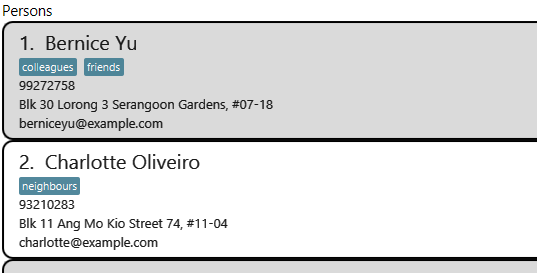 Persons
1. Bernice Yu
colleagues friends
99272758
Blk 30 Lorong 3 Serangoon Gardens, #07-18
berniceyu@example.com
2. Charlotte Oliveiro
neighbours
93210283
Blk 11 Ang Mo Kio Street 74, #11-04
charlotte@example.com